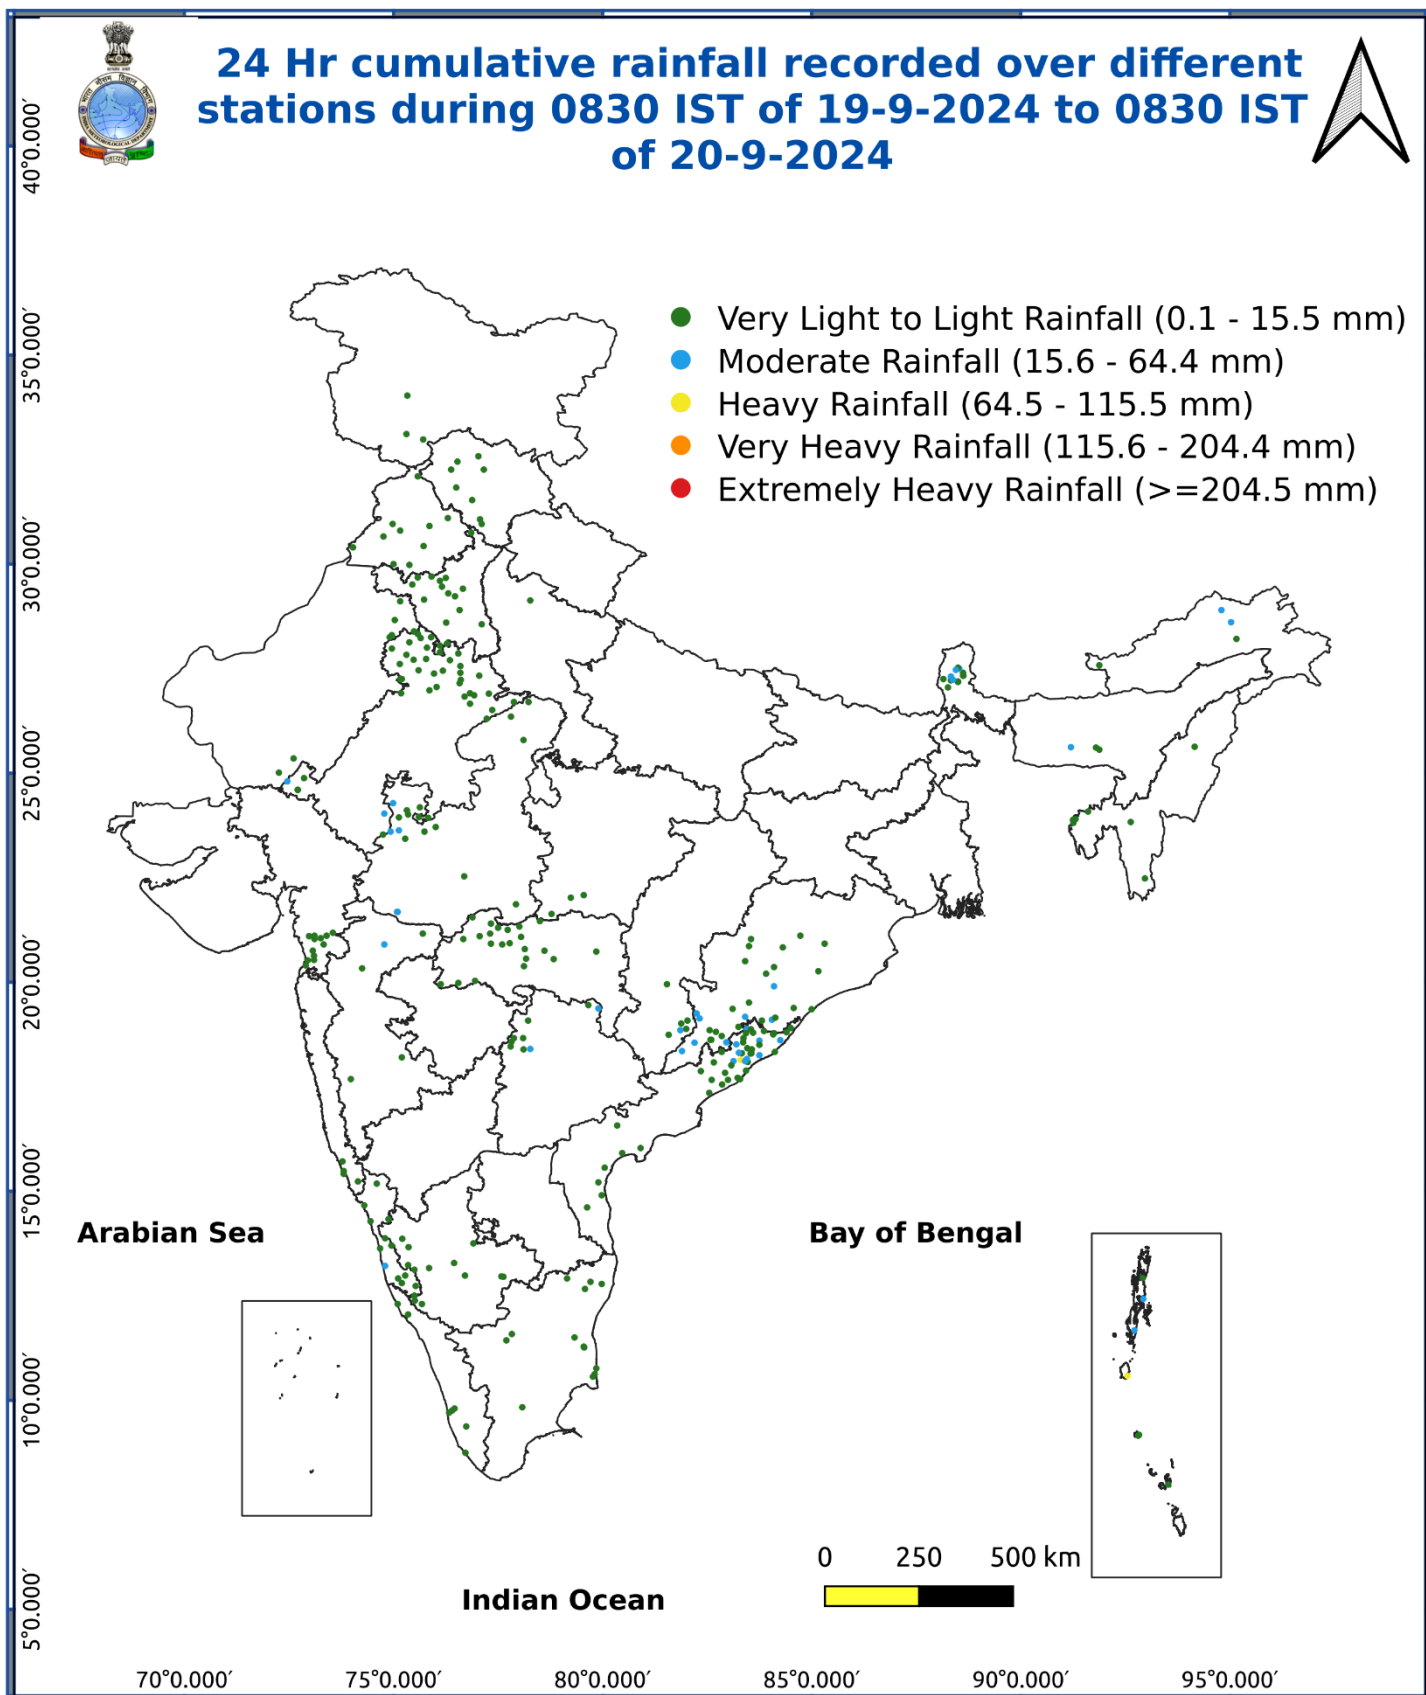 24 Hr cumulative rainfall recorded over different
stations during 0830 IST of 19-9-2024 to 0830 IST
of 20-9-2024
Very Light to Light Rainfall (0.1 - 15.5 mm)
Moderate Rainfall (15.6 - 64.4 mm)
Heavy Rainfall (64.5 - 115.5 mm)
Very Heavy Rainfall (115.6 - 204.4 mm)
Extremely Heavy Rainfall (>=204.5 mm)
40°0.000′
35°0.000′
30°0.000′
25°0.000′
20°0.000′
15°0.000′
10°0.000′
5°0.000′
Arabian Sea
Bay of Bengal
0 250 500 km
Indian Ocean
70°0.000′ 75°0.000′ 80°0.000′ 85°0.000′ 90°0.000′ 95°0.000′